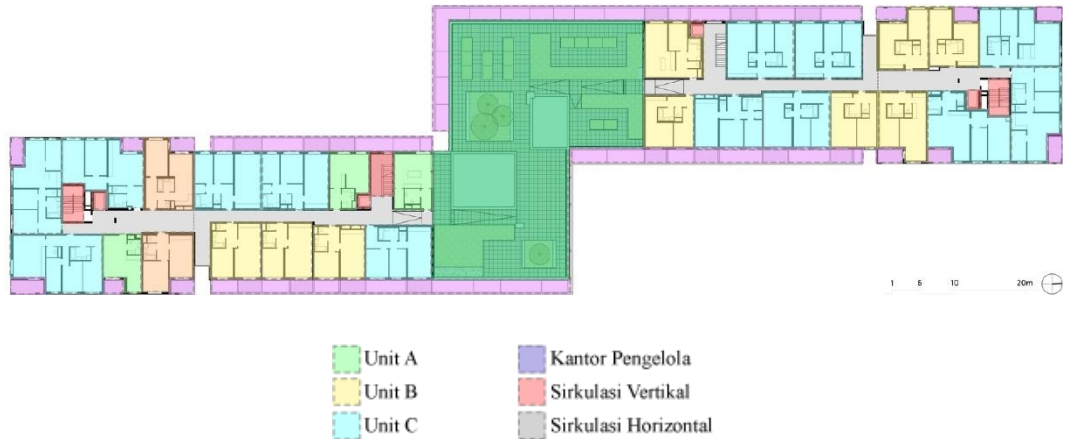 1 5 10 20m
Unit A
Unit B
Unit C
Kantor Pengelola
Sirkulasi Vertikal
Sirkulasi Horizontal